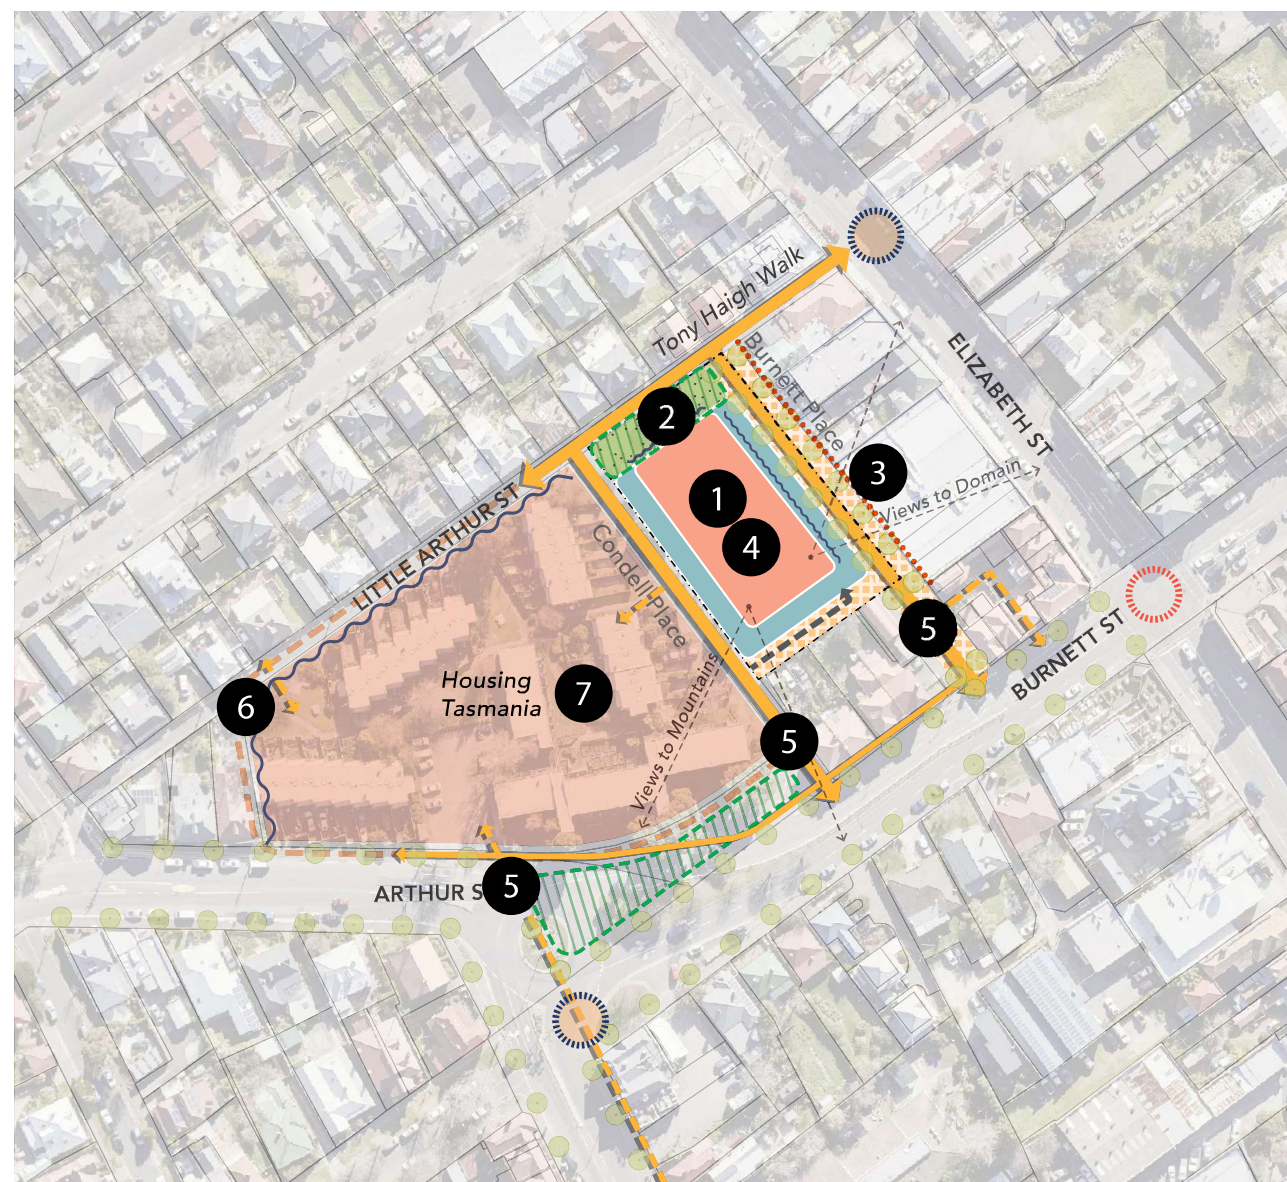 Tony Haigh Walk
Burnett Place
ELIZABETH ST
2
3
1
4
Views to Domain
LITTLE ARTHUR ST
Condell Place
5
BURNETT ST
Housing
Tasmania
7
6
Views to Mountains
5
ARTHUR S
5